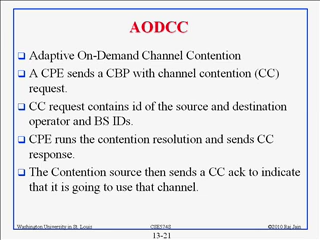 AODCC
Adaptive On-Demand Channel Contention
A CPE sends a CBP with channel contention (CC)
request.
CC request contains id of the source and destination
operator and BS IDs.
CPE runs the contention resolution and sends CC
response.
The Contention source then sends a CC ack to indicate
that it is going to use that channel.
Washington University in St. Louis CSE574S ©2010 Raj Jain
13-21